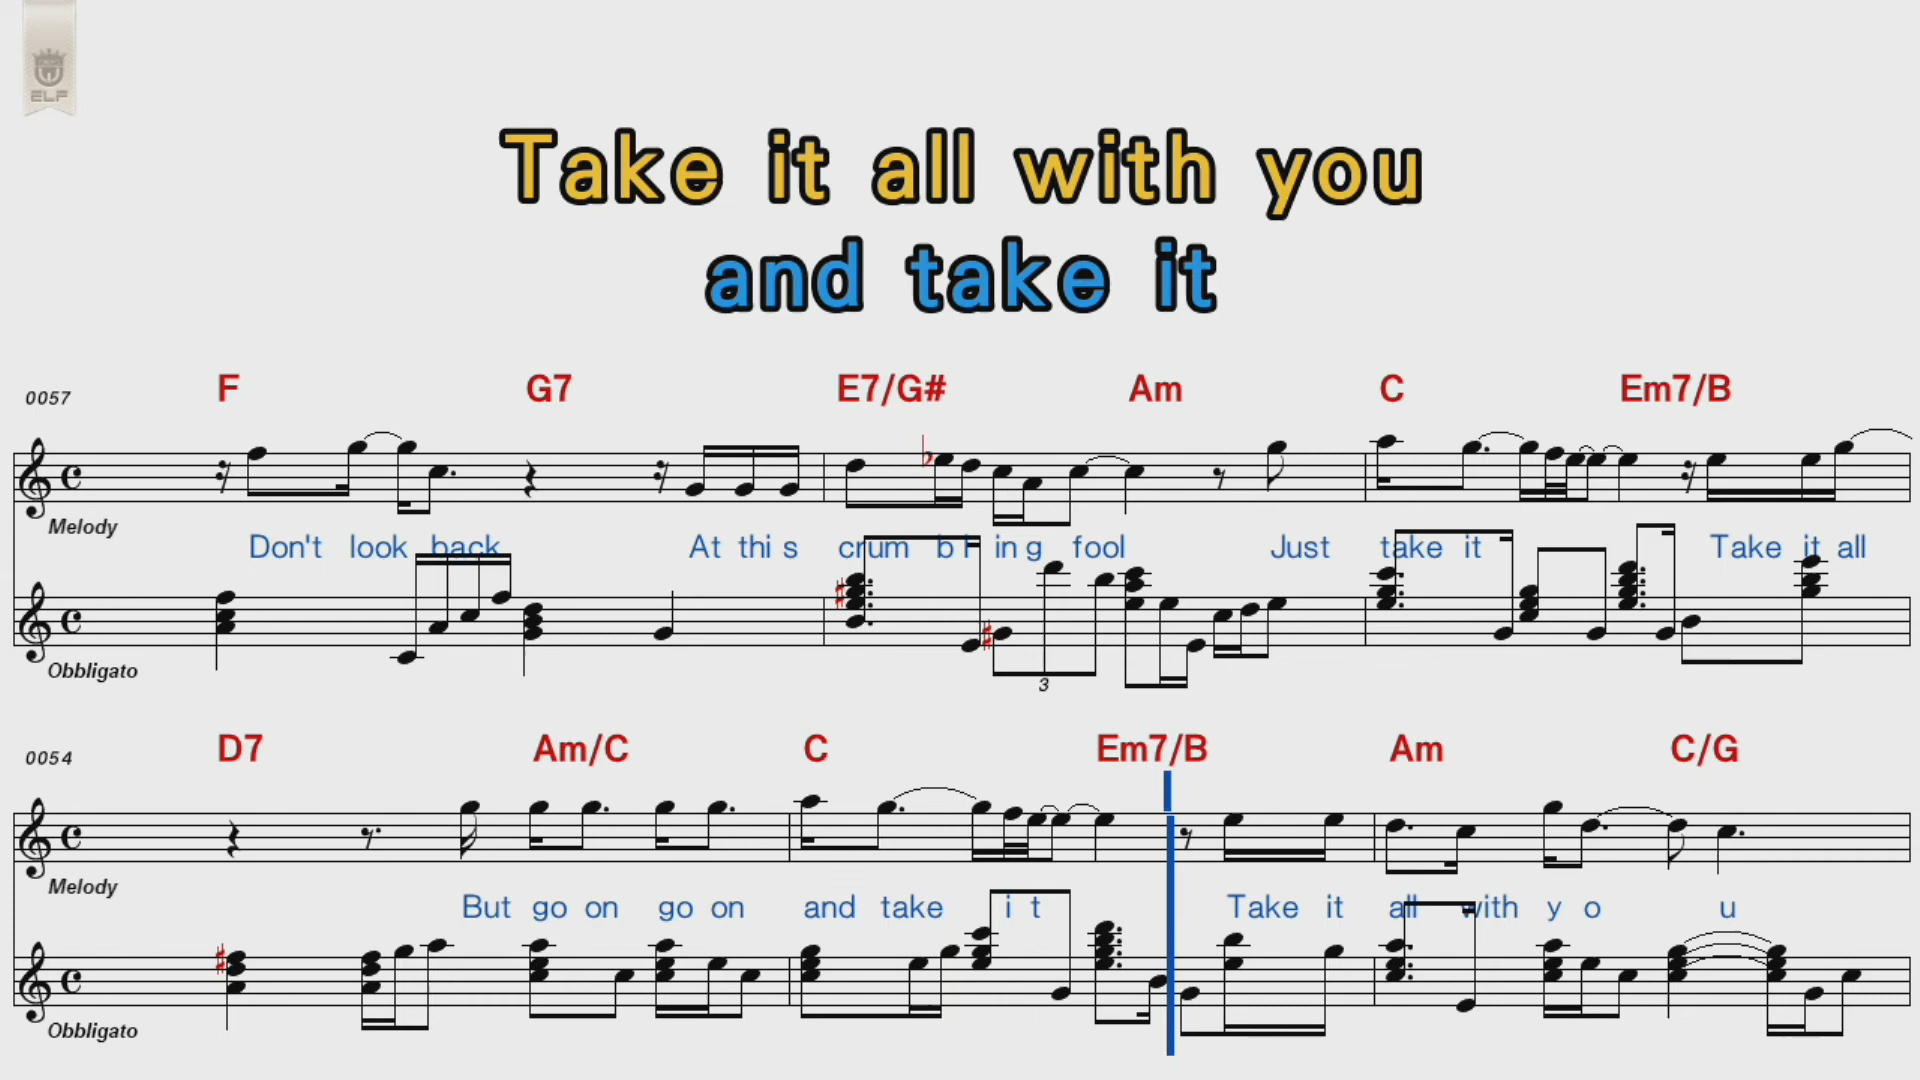 ELF
Take it all with you
and take it
0057 F G7 E7/G# Am C Em7/B
Melody
Don't look back At this crum bl ing fool Just take it Take it all
Obbligato
3
0054 D7 Am/C C Em7/B Am C/G
Melody
But go on go on and take i t Take it all with y o u
Obbligato